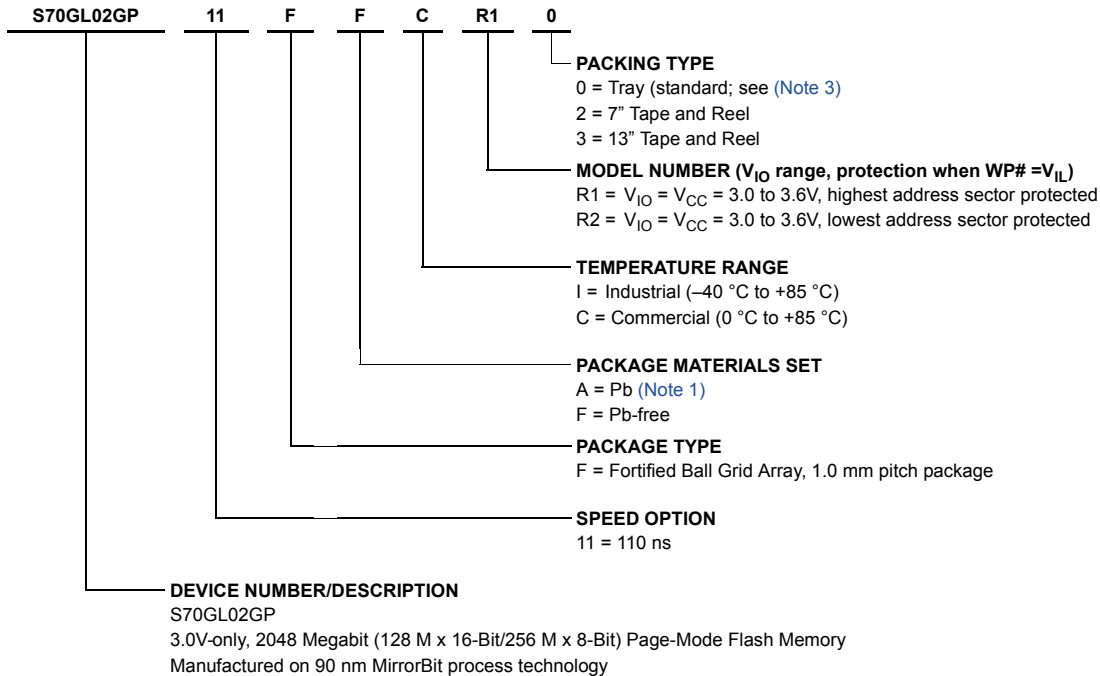 S70GL02GP 11 F F C R1 0
PACKING TYPE
0 = Tray (standard; see (Note 3)
2 = 7” Tape and Reel
3 = 13” Tape and Reel
MODEL NUMBER (VIO range, protection when WP# =VIL)
R1 = VIO = VCC = 3.0 to 3.6V, highest address sector protected
R2 = VIO = VCC = 3.0 to 3.6V, lowest address sector protected
TEMPERATURE RANGE
I = Industrial (–40 °C to +85 °C)
C = Commercial (0 °C to +85 °C)
PACKAGE MATERIALS SET
A = Pb (Note 1)
F = Pb-free
PACKAGE TYPE
F = Fortified Ball Grid Array, 1.0 mm pitch package
SPEED OPTION
11 = 110 ns
DEVICE NUMBER/DESCRIPTION
S70GL02GP
3.0V-only, 2048 Megabit (128 M x 16-Bit/256 M x 8-Bit) Page-Mode Flash Memory
Manufactured on 90 nm MirrorBit process technology